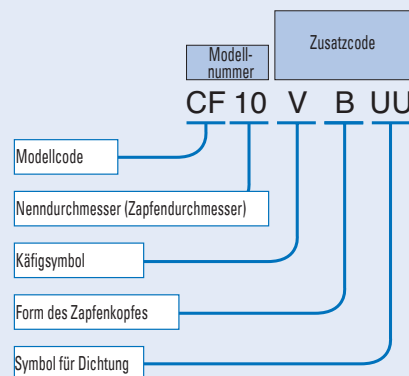 Zusatzcode
Modell-
nummer
CF 10 V B UU
Modellcode
Nenndurchmesser (Zapfendurchmesser)
Käfigsymbol
Form des Zapfenkopfes
Symbol für Dichtung